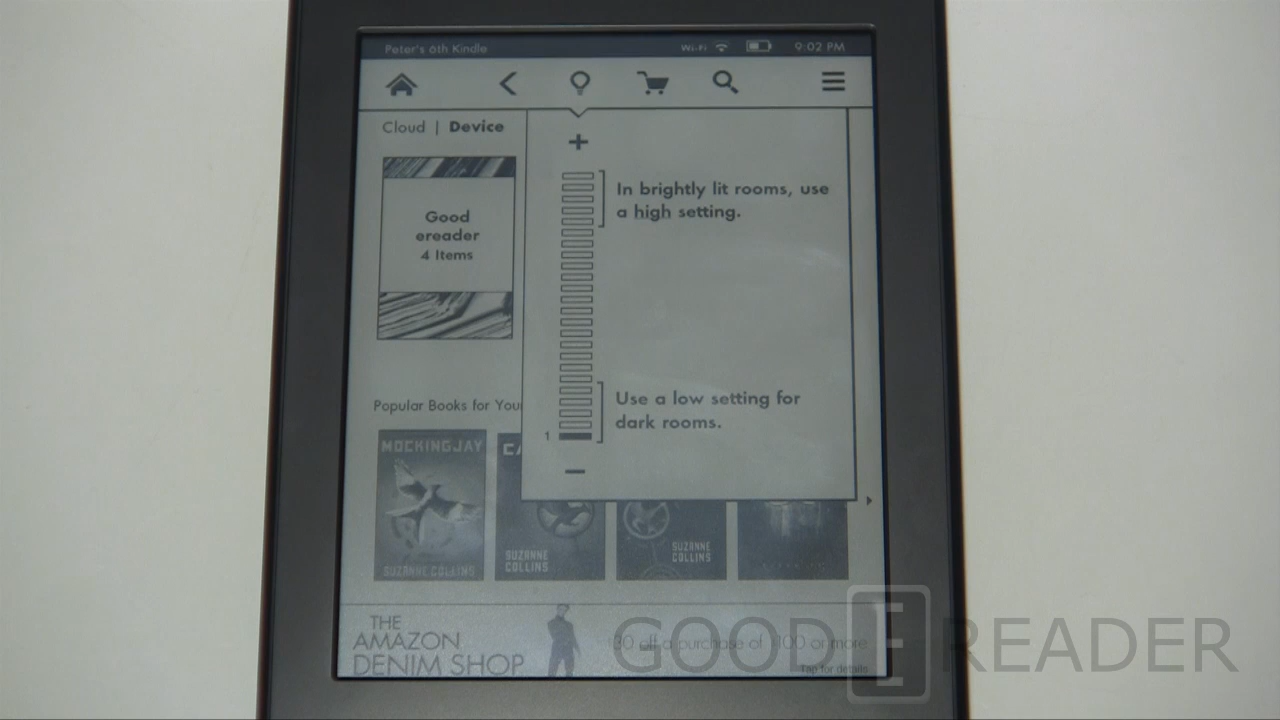 Peter's 6th Kindle
Wi-Fi
9:02 PM
Cloud | Device
Good
ereader
4 Items
+
In brightly lit rooms, use
a high setting.
Use a low setting for
dark rooms.
1
Popular Books for You
MOCKINGJAY
SUZANNE COLLINS
CA
SUZANNE
COLLINS
SUZANNE
COLLINS
THE
AMAZON
DENIM SHOP
30 off a purchase of 100 or more
Tap for details
GOOD E READER